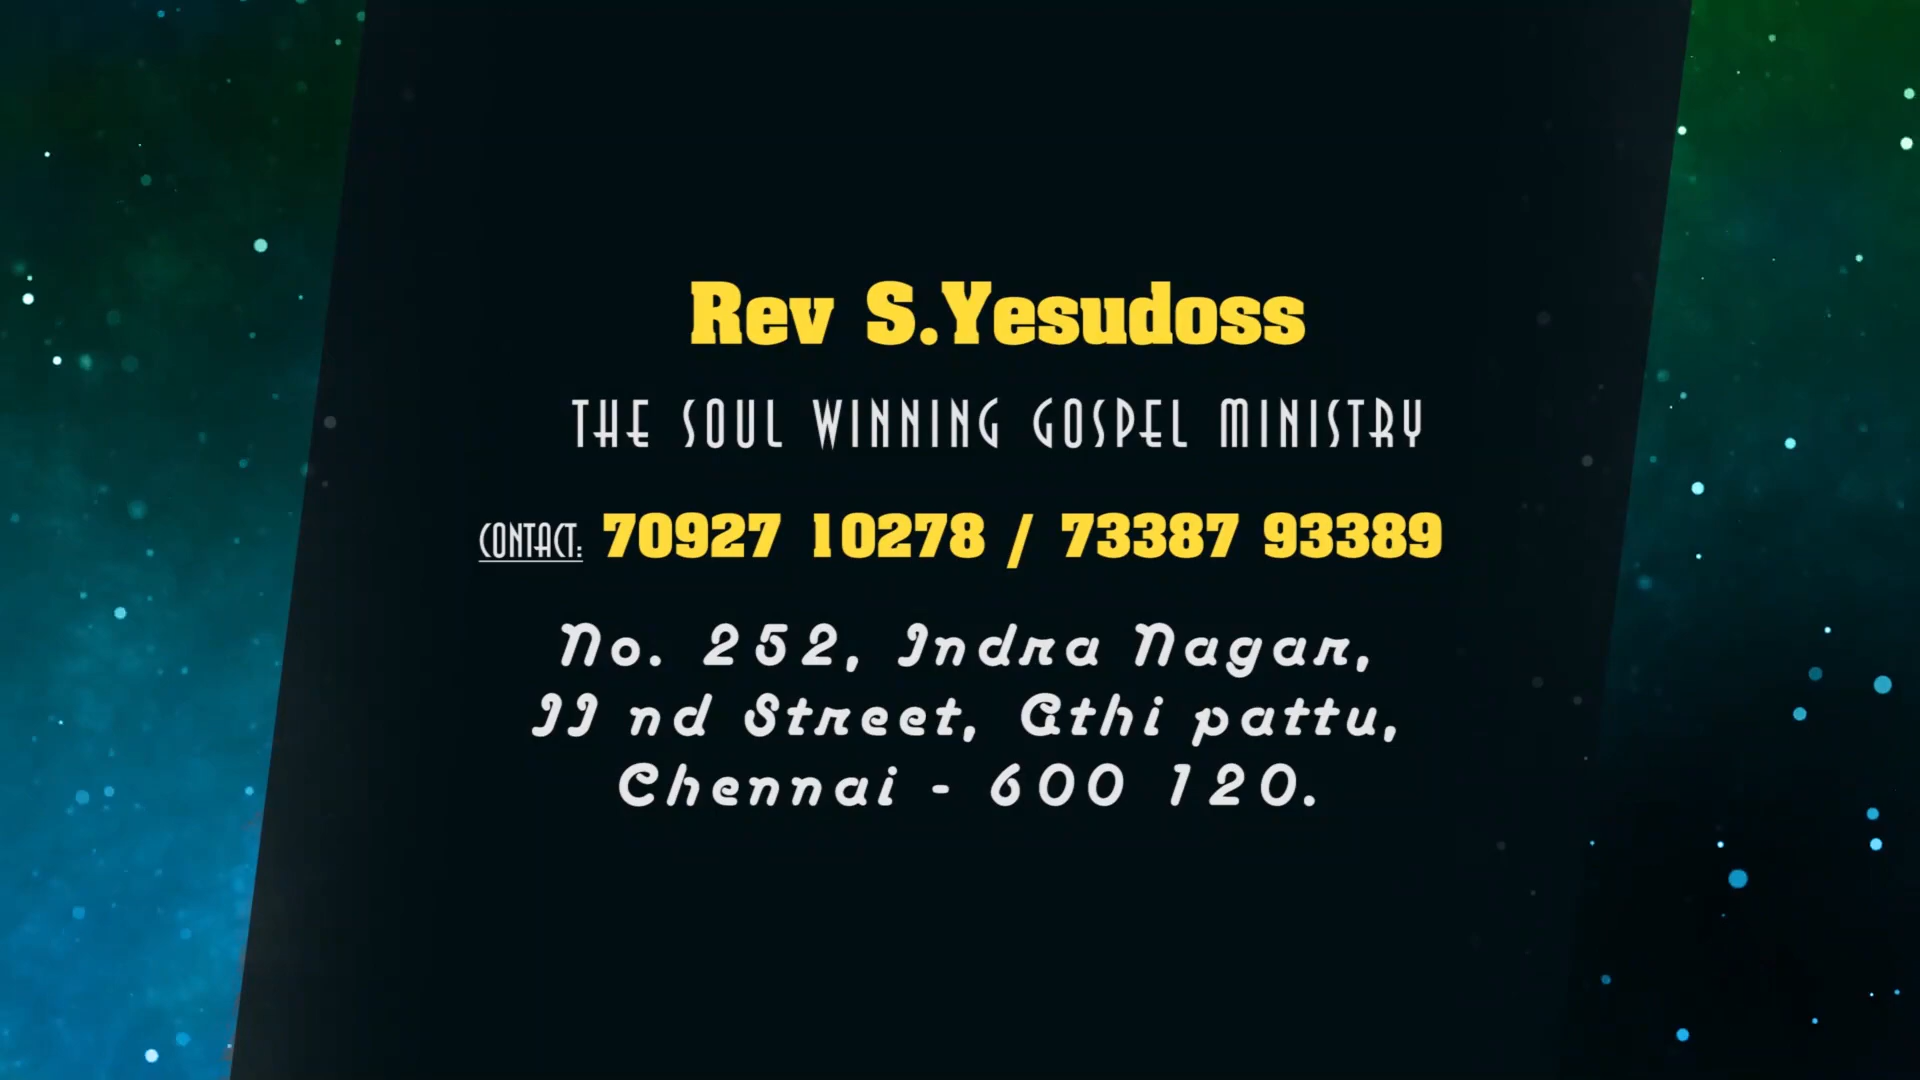 Rev S.Yesudoss
THE SOUL WINNING GOSPEL MINISTRY
CONTACT: 70927 10278 / 73387 93389
No. 252, Indra Nagar,
II nd Street, Athi pattu,
Chennai - 600 120.